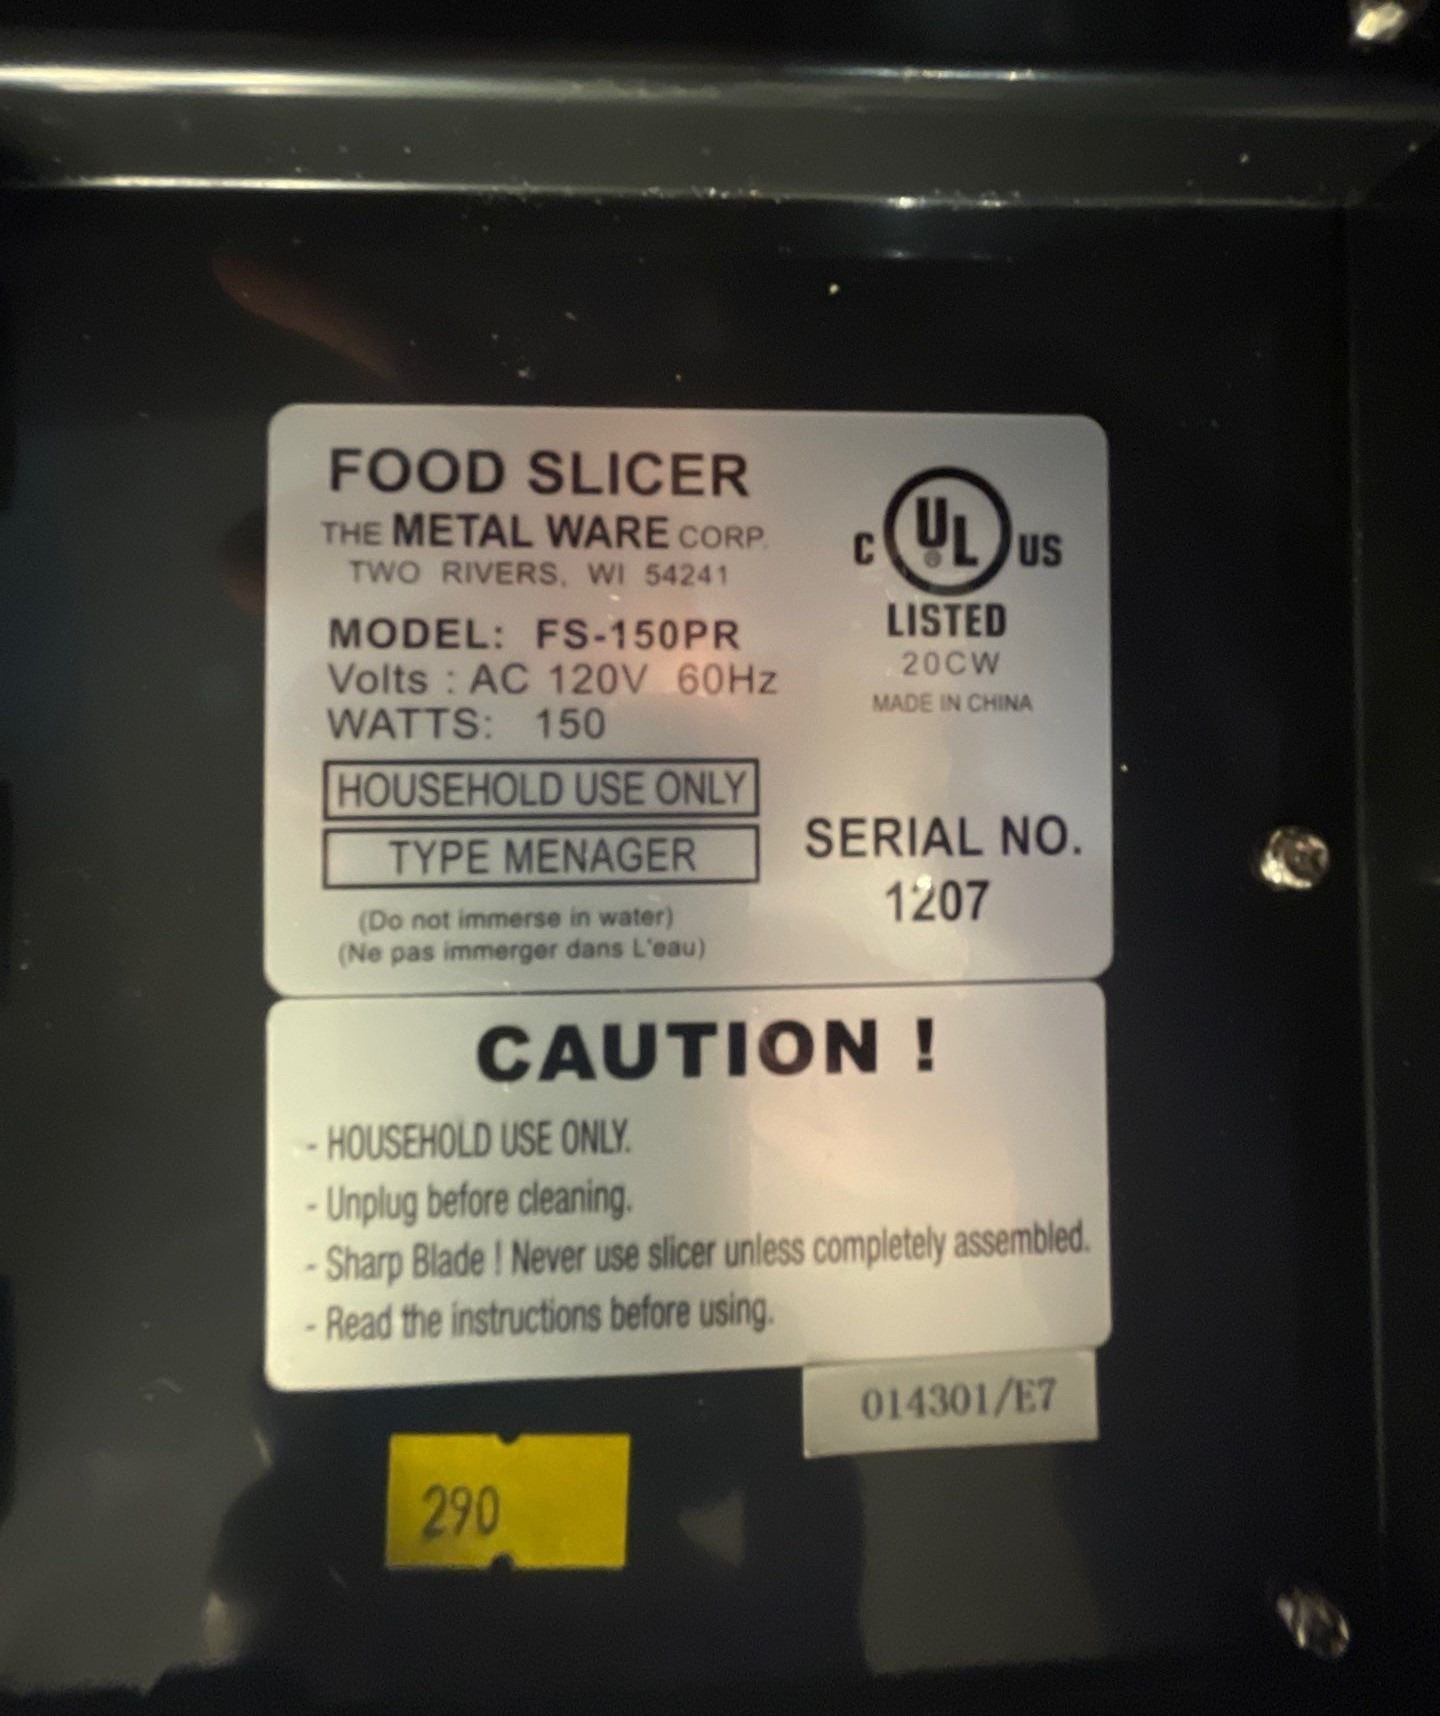 FOOD SLICER
THE METAL WARE CORP.
TWO RIVERS, WI 54241
MODEL: FS-150PR
Volts : AC 120V 60Hz
WATTS: 150
HOUSEHOLD USE ONLY
TYPE MENAGER
(Do not immerse in water)
(Ne pas immerger dans L'eau)
C UL ® US
LISTED
20CW
MADE IN CHINA
SERIAL NO.
1207
CAUTION !
- HOUSEHOLD USE ONLY.
- Unplug before cleaning.
- Sharp Blade ! Never use slicer unless completely assembled.
- Read the instructions before using.
014301/E7
290